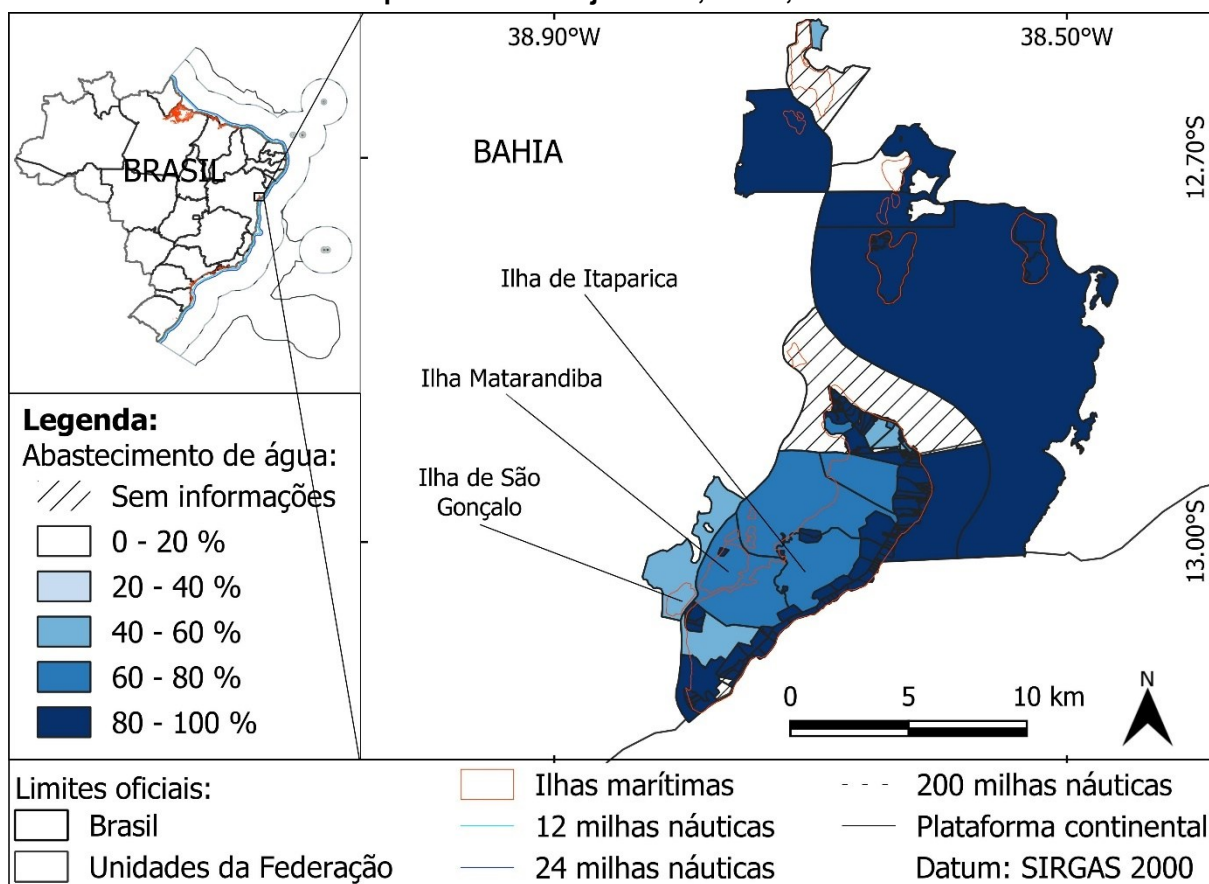 38.90°W
38.50°W
BRASIL
BAHIA
12.70°S
Ilha de Itaparica
Ilha Matarandiba
Ilha de São
Gonçalo
13.00°S
Legenda:
Abastecimento de água:
Sem informações
0 - 20 %
20 - 40 %
40 - 60 %
60 - 80 %
80 - 100 %
0 5 10 km
N
Limites oficiais:
Brasil
Unidades da Federação
Ilhas marítimas
12 milhas náuticas
24 milhas náuticas
200 milhas náuticas
Plataforma continental
Datum: SIRGAS 2000